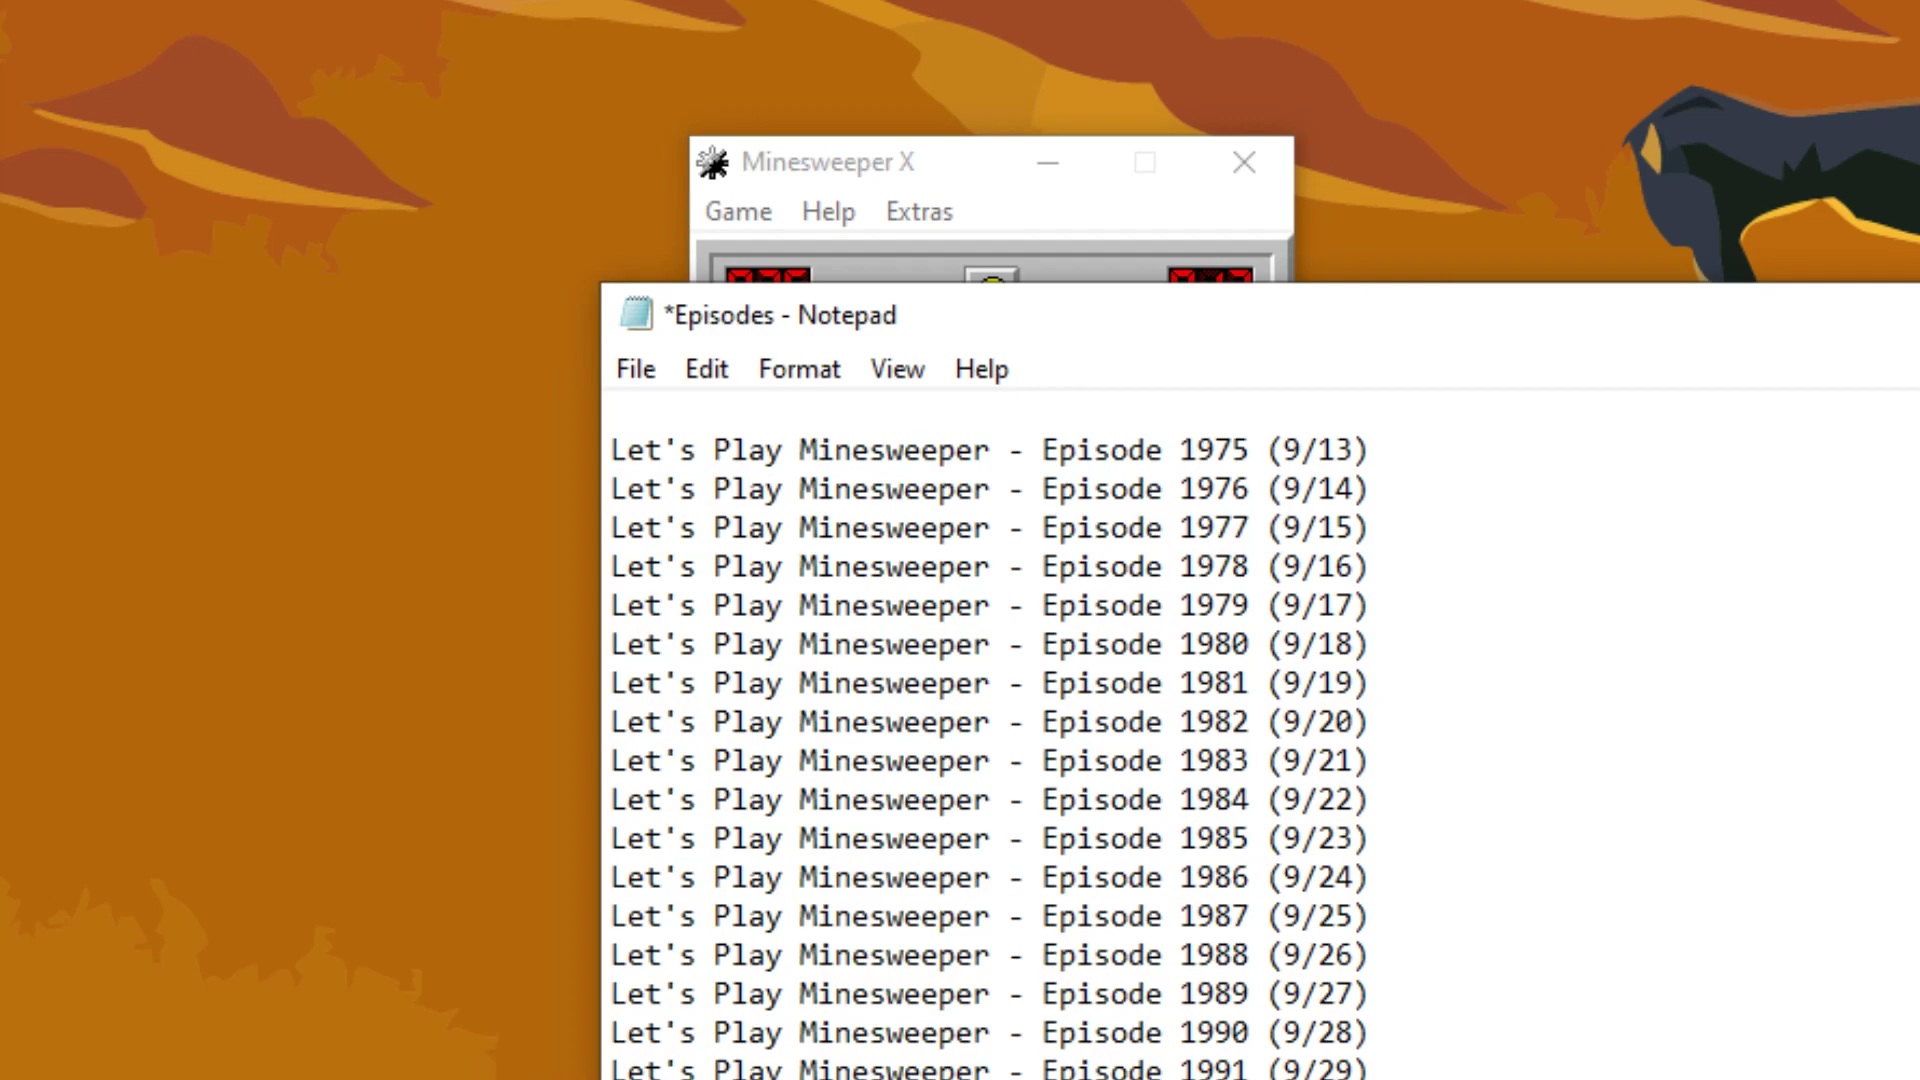 Minesweeper X
Game Help Extras
*Episodes - Notepad
File Edit Format View Help
Let's Play Minesweeper - Episode 1975 (9/13)
Let's Play Minesweeper - Episode 1976 (9/14)
Let's Play Minesweeper - Episode 1977 (9/15)
Let's Play Minesweeper - Episode 1978 (9/16)
Let's Play Minesweeper - Episode 1979 (9/17)
Let's Play Minesweeper - Episode 1980 (9/18)
Let's Play Minesweeper - Episode 1981 (9/19)
Let's Play Minesweeper - Episode 1982 (9/20)
Let's Play Minesweeper - Episode 1983 (9/21)
Let's Play Minesweeper - Episode 1984 (9/22)
Let's Play Minesweeper - Episode 1985 (9/23)
Let's Play Minesweeper - Episode 1986 (9/24)
Let's Play Minesweeper - Episode 1987 (9/25)
Let's Play Minesweeper - Episode 1988 (9/26)
Let's Play Minesweeper - Episode 1989 (9/27)
Let's Play Minesweeper - Episode 1990 (9/28)
Let's Play Minesweeper - Episode 1991 (9/29)